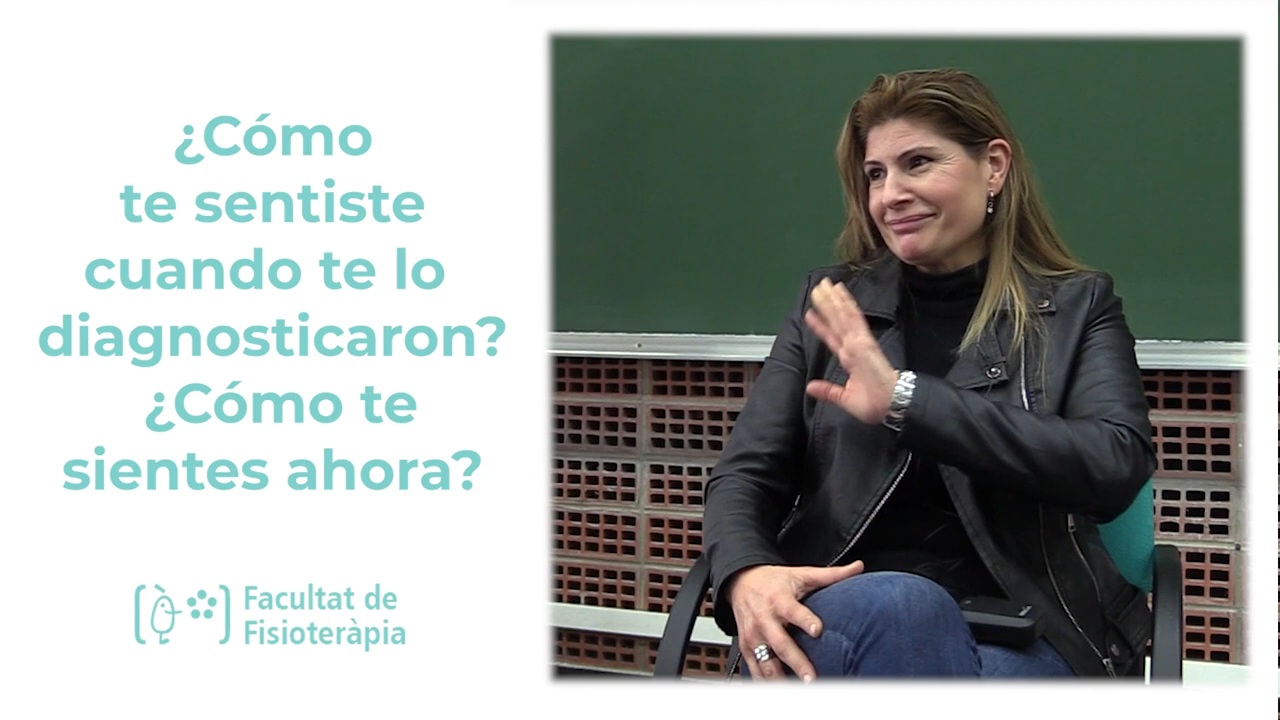 ¿Cómo
te sentiste
cuando te lo
diagnosticaron?
¿Cómo te
sientes ahora?
Facultat de
Fisioteràpia